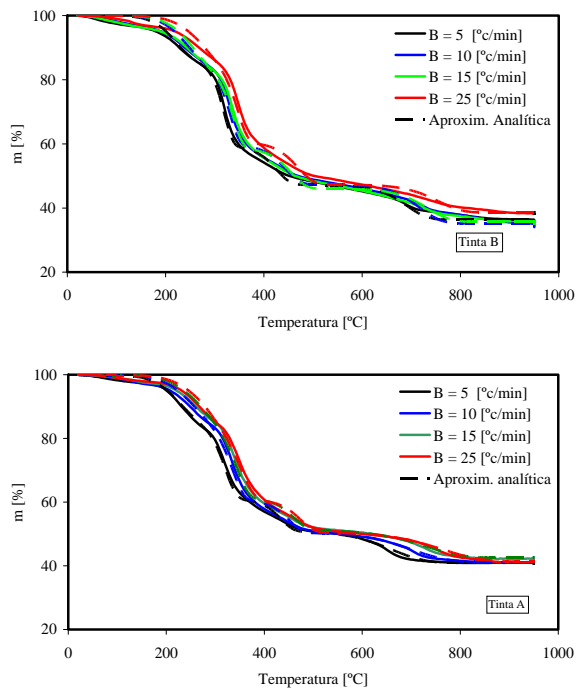 100
80
60
40
20
m [%]
B = 5 [ºc/min]
B = 10 [ºc/min]
B = 15 [ºc/min]
B = 25 [ºc/min]
Aproxim. Analítica
Tinta B
0 200 400 600 800 1000
Temperatura [ºC]
100
80
60
40
20
m [%]
B = 5 [ºc/min]
B = 10 [ºc/min]
B = 15 [ºc/min]
B = 25 [ºc/min]
Aproxim. analítica
Tinta A
0 200 400 600 800 1000
Temperatura [ºC]